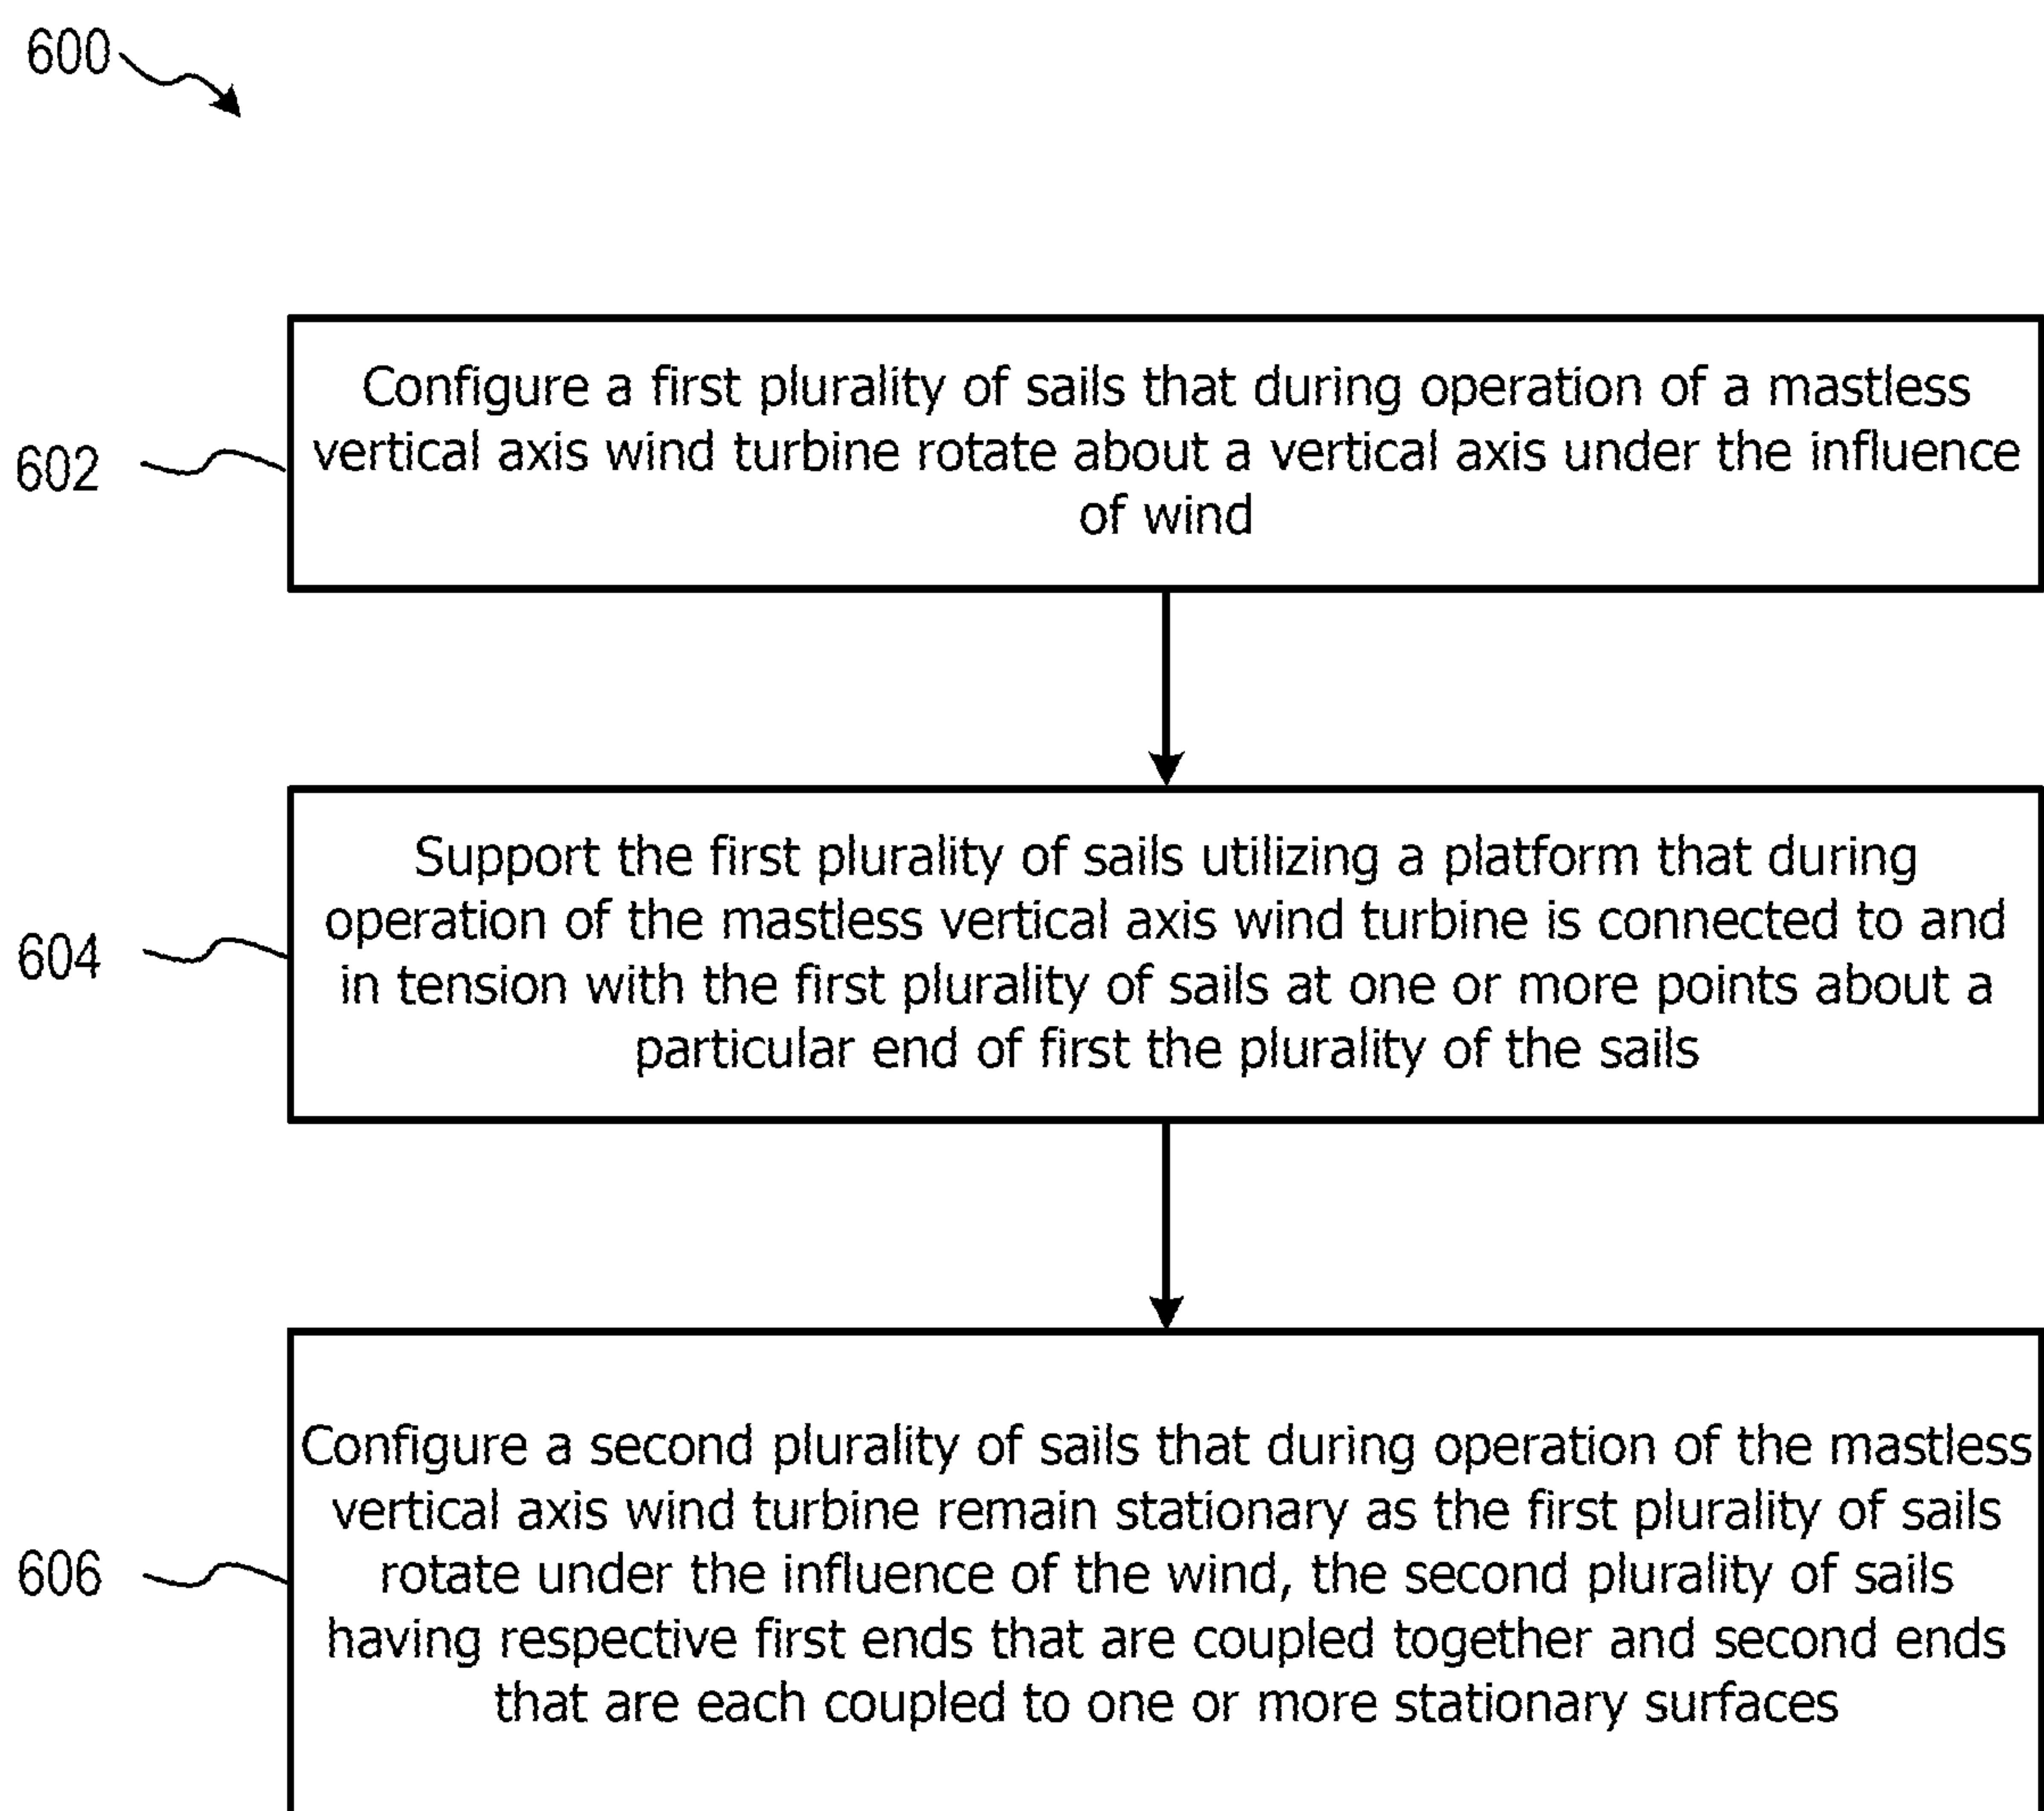 600
Configure a first plurality of sails that during operation of a mastless
vertical axis wind turbine rotate about a vertical axis under the influence
of wind
602
Support the first plurality of sails utilizing a platform that during
operation of the mastless vertical axis wind turbine is connected to and
in tension with the first plurality of sails at one or more points about a
particular end of first the plurality of the sails
604
Configure a second plurality of sails that during operation of the mastless
vertical axis wind turbine remain stationary as the first plurality of sails
rotate under the influence of the wind, the second plurality of sails
having respective first ends that are coupled together and second ends
that are each coupled to one or more stationary surfaces
606